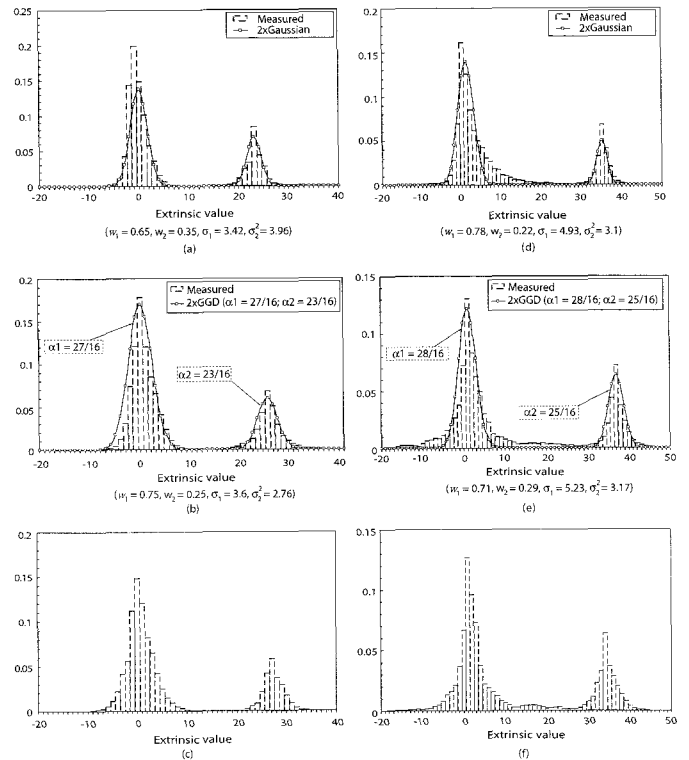 0.25
0.2
0.15
0.1
0.05
0
-20 -10 0 10 20 30 40
Measured
2xGaussian
Extrinsic value
{w₁ = 0.65, w₂ = 0.35, σ₁ = 3.42, σ₂² = 3.96}
(a)
0.2
0.15
0.1
0.05
0
-20 -10 0 10 20 30 40 50
Measured
2xGaussian
Extrinsic value
{w₁ = 0.78, w₂ = 0.22, σ₁ = 4.93, σ₂² = 3.1}
(d)
0.2
0.15
0.1
0.05
0
-20 -10 0 10 20 30 40
Measured
2xGGD (α1 = 27/16; α2 = 23/16)
α1 = 27/16
α2 = 23/16
Extrinsic value
{w₁ = 0.75, w₂ = 0.25, σ₁ = 3.6, σ₂² = 2.76}
(b)
0.15
0.1
0.05
0
-20 -10 0 10 20 30 40 50
Measured
2xGGD (α1 = 28/16; α2 = 25/16)
α1 = 28/16
α2 = 25/16
Extrinsic value
{w₁ = 0.71, w₂ = 0.29, σ₁ = 5.23, σ₂² = 3.17}
(e)
0.2
0.15
0.1
0.05
0
-20 -10 0 10 20 30 40
Extrinsic value
(c)
0.15
0.1
0.05
0
-20 -10 0 10 20 30 40 50
Extrinsic value
(f)